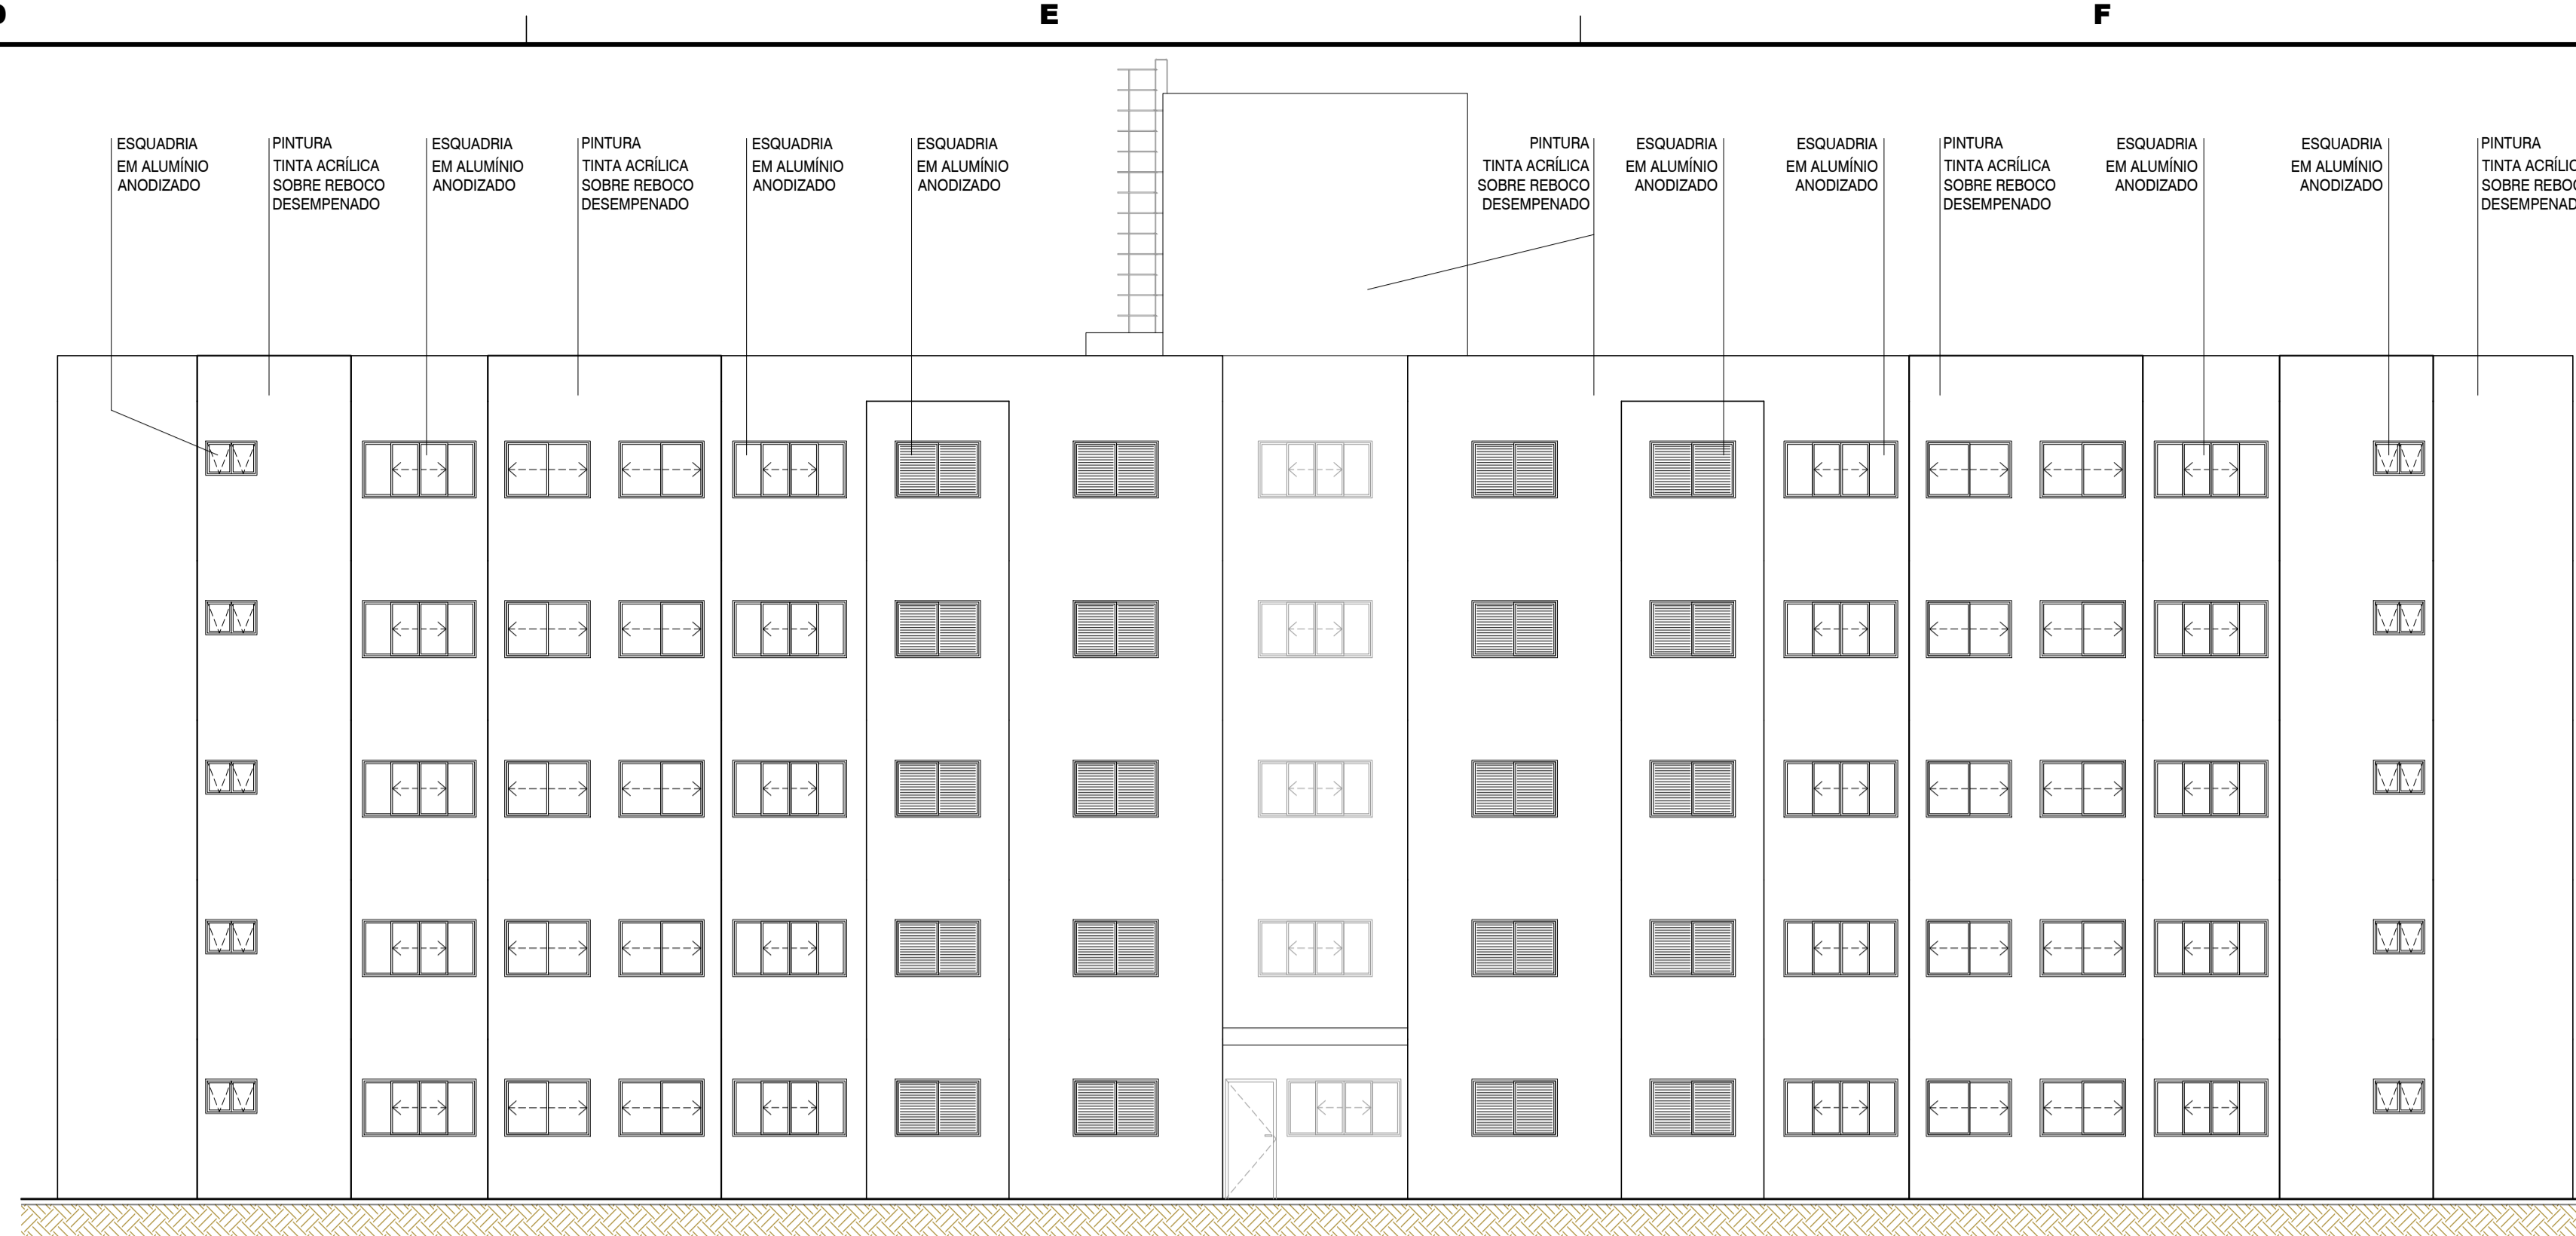 E
F
ESQUADRIA
EM ALUMÍNIO
ANODIZADO
PINTURA
TINTA ACRÍLICA
SOBRE REBOCO
DESEMPENADO
ESQUADRIA
EM ALUMÍNIO
ANODIZADO
PINTURA
TINTA ACRÍLICA
SOBRE REBOCO
DESEMPENADO
ESQUADRIA
EM ALUMÍNIO
ANODIZADO
ESQUADRIA
EM ALUMÍNIO
ANODIZADO
PINTURA
TINTA ACRÍLICA
SOBRE REBOCO
DESEMPENADO
ESQUADRIA
EM ALUMÍNIO
ANODIZADO
ESQUADRIA
EM ALUMÍNIO
ANODIZADO
PINTURA
TINTA ACRÍLICA
SOBRE REBOCO
DESEMPENADO
ESQUADRIA
EM ALUMÍNIO
ANODIZADO
ESQUADRIA
EM ALUMÍNIO
ANODIZADO
PINTURA
TINTA
SOBRE